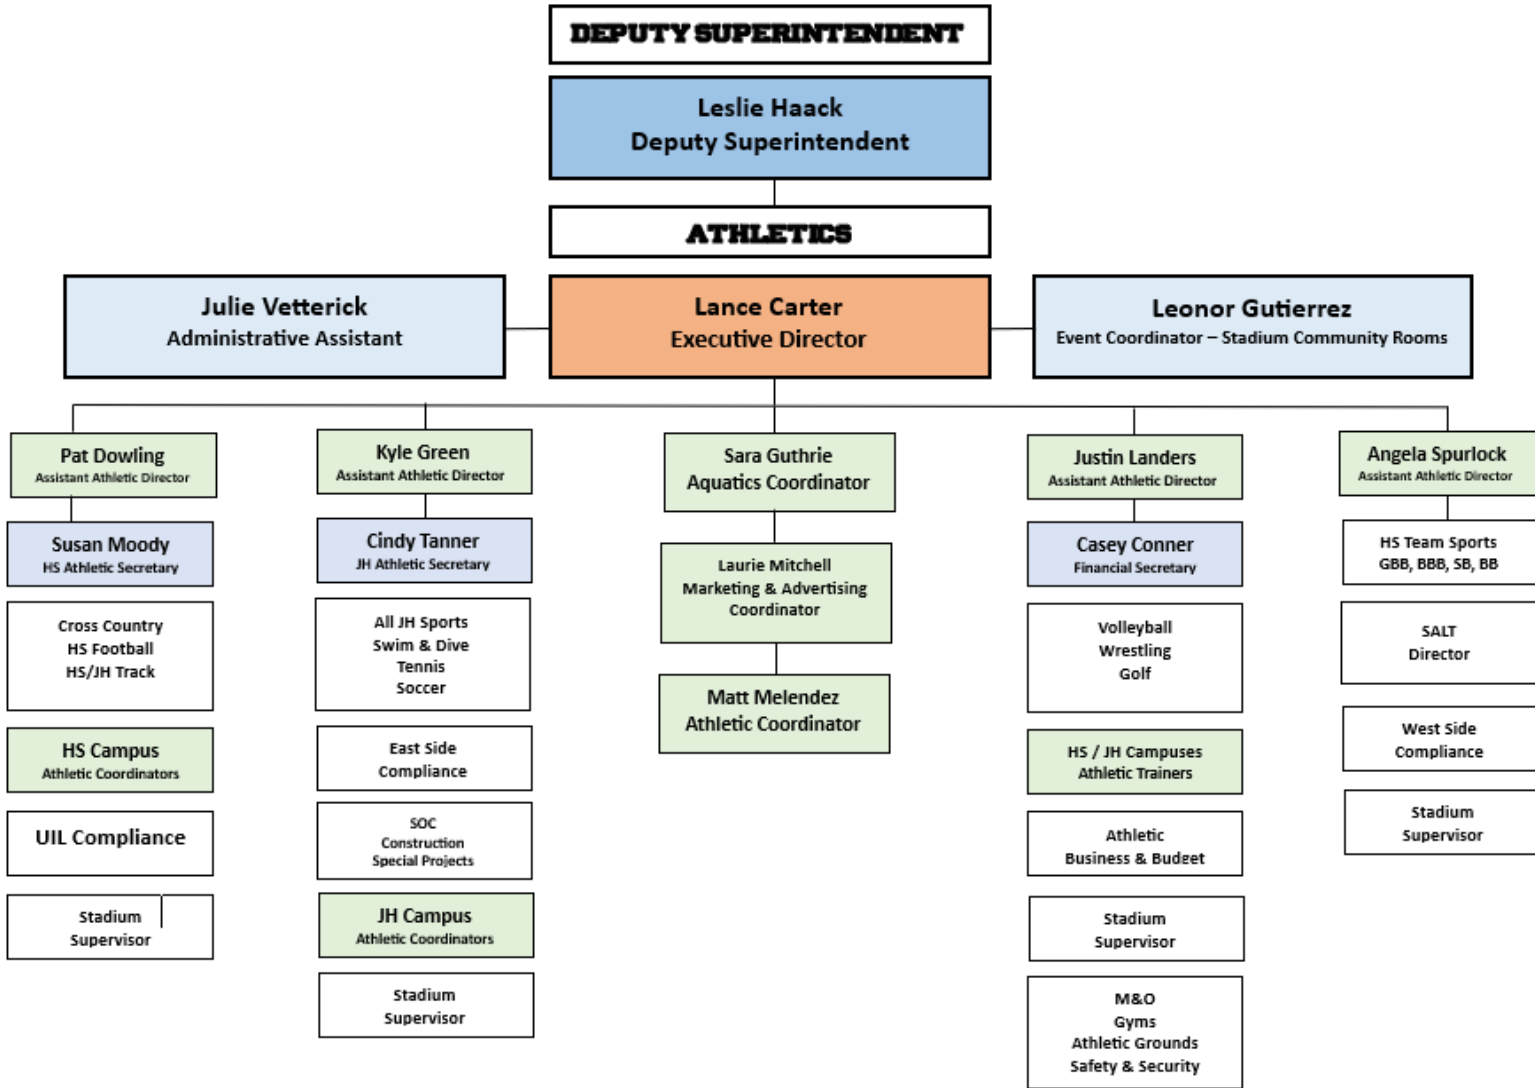 DEPUTY SUPERINTENDENT
Leslie Haack
Deputy Superintendent
ATHLETICS
Julie Vetterick
Administrative Assistant
Lance Carter
Executive Director
Leonor Gutierrez
Event Coordinator – Stadium Community Rooms
Pat Dowling
Assistant Athletic Director
Susan Moody
HS Athletic Secretary
Cross Country
HS Football
HS/JH Track
HS Campus
Athletic Coordinators
UIL Compliance
Stadium
Supervisor
Kyle Green
Assistant Athletic Director
Cindy Tanner
JH Athletic Secretary
All JH Sports
Swim & Dive
Tennis
Soccer
East Side
Compliance
SOC
Construction
Special Projects
JH Campus
Athletic Coordinators
Stadium
Supervisor
Sara Guthrie
Aquatics Coordinator
Laurie Mitchell
Marketing & Advertising
Coordinator
Matt Melendez
Athletic Coordinator
Justin Landers
Assistant Athletic Director
Casey Conner
Financial Secretary
Volleyball
Wrestling
Golf
HS / JH Campuses
Athletic Trainers
Athletic
Business & Budget
Stadium
Supervisor
M&O
Gyms
Athletic Grounds
Safety & Security
Angela Spurlock
Assistant Athletic Director
HS Team Sports
GBB, BBB, SB, BB
SALT
Director
West Side
Compliance
Stadium
Supervisor